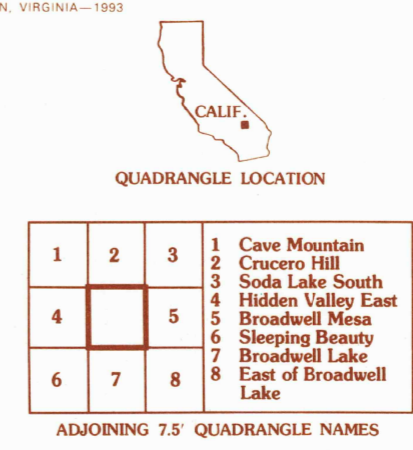 N, VIRGINIA—1993
CALIF.
QUADRANGLE LOCATION
1 2 3
4 5
6 7 8
1 Cave Mountain
2 Crucero Hill
3 Soda Lake South
4 Hidden Valley East
5 Broadwell Mesa
6 Sleeping Beauty
7 Broadwell Lake
8 East of Broadwell
Lake
ADJOINING 7.5′ QUADRANGLE NAMES